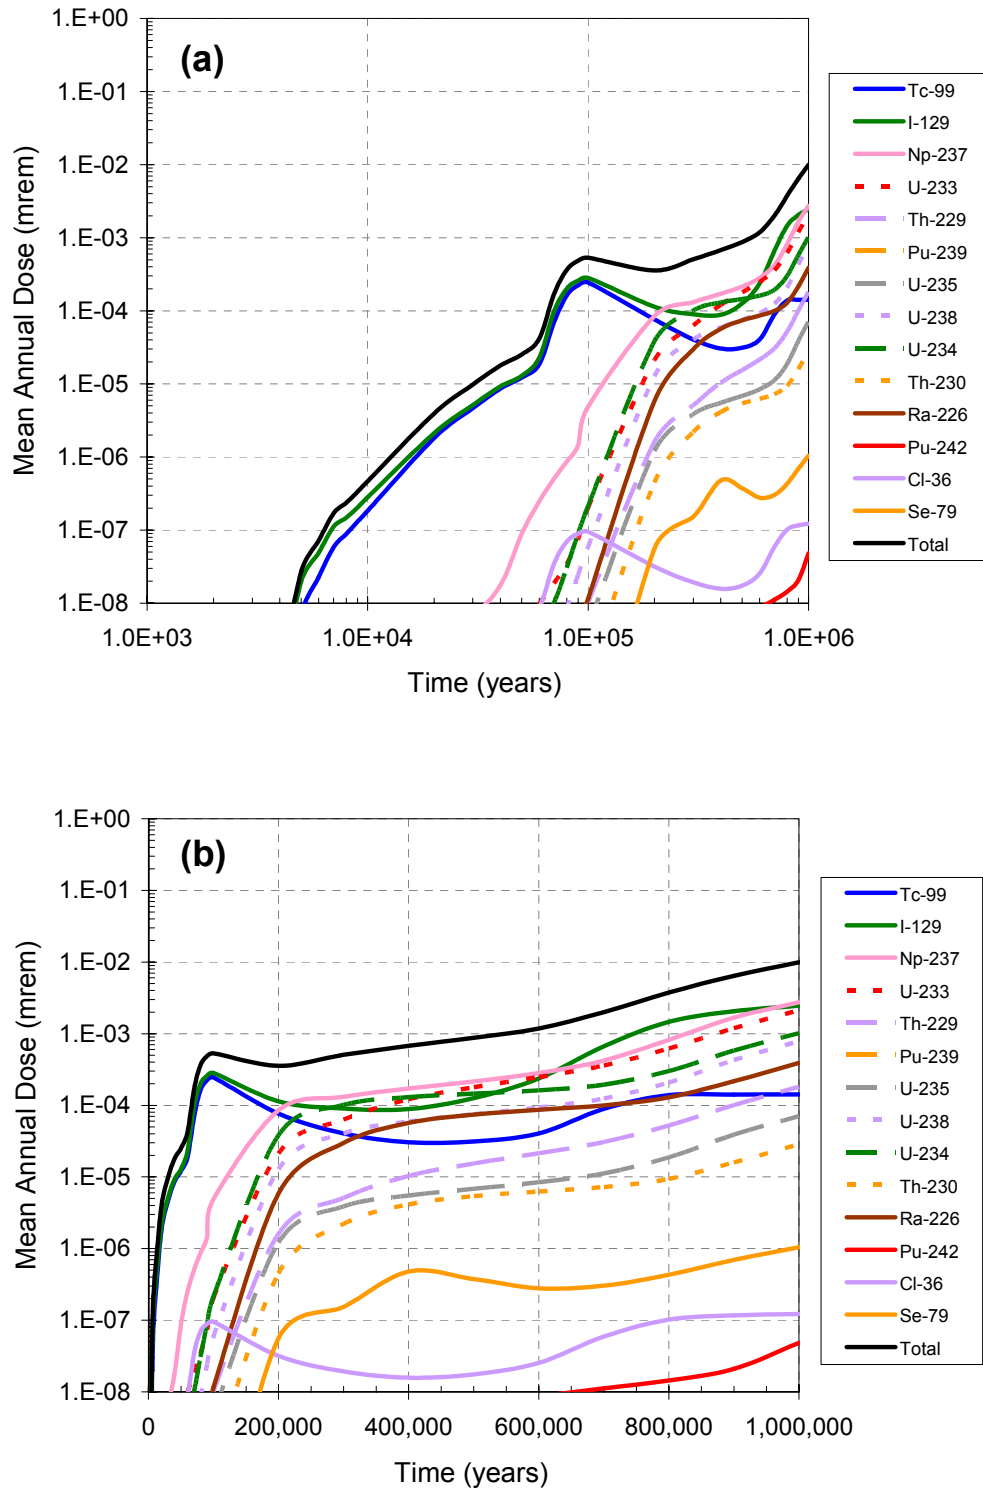 (a)
Mean Annual Dose (mrem)
1.E+00
1.E-01
1.E-02
1.E-03
1.E-04
1.E-05
1.E-06
1.E-07
1.E-08
1.0E+03
1.0E+04
1.0E+05
1.0E+06
Time (years)
Tc-99
I-129
Np-237
U-233
Th-229
Pu-239
U-235
U-238
U-234
Th-230
Ra-226
Pu-242
Cl-36
Se-79
Total
(b)
Mean Annual Dose (mrem)
1.E+00
1.E-01
1.E-02
1.E-03
1.E-04
1.E-05
1.E-06
1.E-07
1.E-08
0
200,000
400,000
600,000
800,000
1,000,000
Time (years)
Tc-99
I-129
Np-237
U-233
Th-229
Pu-239
U-235
U-238
U-234
Th-230
Ra-226
Pu-242
Cl-36
Se-79
Total